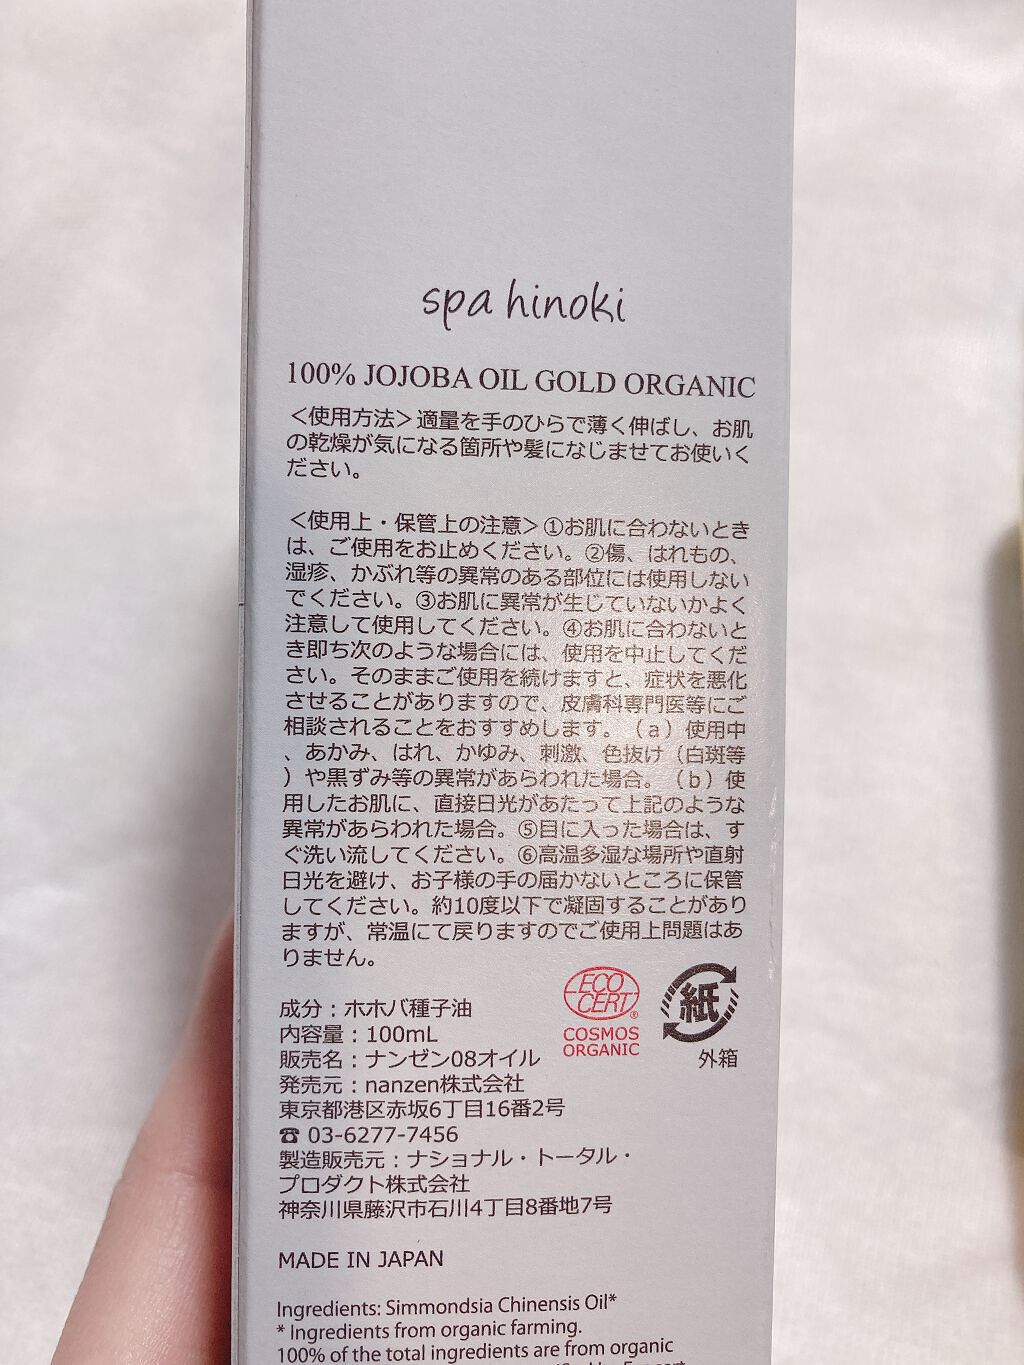 spa hinoki
100% JOJOBA OIL GOLD ORGANIC
＜使用方法＞適量を手のひらで薄く伸ばし、お肌
の乾燥が気になる箇所や髪になじませてお使いく
ださい。
＜使用上・保管上の注意＞①お肌に合わないとき
は、ご使用をお止めください。②傷、はれもの、
湿疹、かぶれ等の異常のある部位には使用しない
でください。③お肌に異常が生じていないかよく
注意して使用してください。④お肌に合わないと
き即ち次のような場合には、使用を中止してくだ
さい。そのままご使用を続けますと、症状を悪化
させることがありますので、皮膚科専門医等にご
相談されることをおすすめします。（a）使用中
、あかみ、はれ、かゆみ、刺激、色抜け（白斑等
）や黒ずみ等の異常があらわれた場合。（b）使
用したお肌に、直接日光があたって上記のような
異常があらわれた場合。⑤目に入った場合は、す
ぐ洗い流してください。⑥高温多湿な場所や直射
日光を避け、お子様の手の届かないところに保管
してください。約10度以下で凝固することがあり
ますが、常温にて戻りますのでご使用上問題はあ
りません。
成分：ホホバ種子油
内容量：100mL
販売名：ナンゼン08オイル
発売元：nanzen株式会社
東京都港区赤坂6丁目16番2号
☎ 03-6277-7456
製造販売元：ナショナル・トータル・
プロダクト株式会社
神奈川県藤沢市石川4丁目8番地7号
ECO
CERT®
COSMOS
ORGANIC
紙
外箱
MADE IN JAPAN
Ingredients: Simmondsia Chinensis Oil*
* Ingredients from organic farming.
100% of the total ingredients are from organic